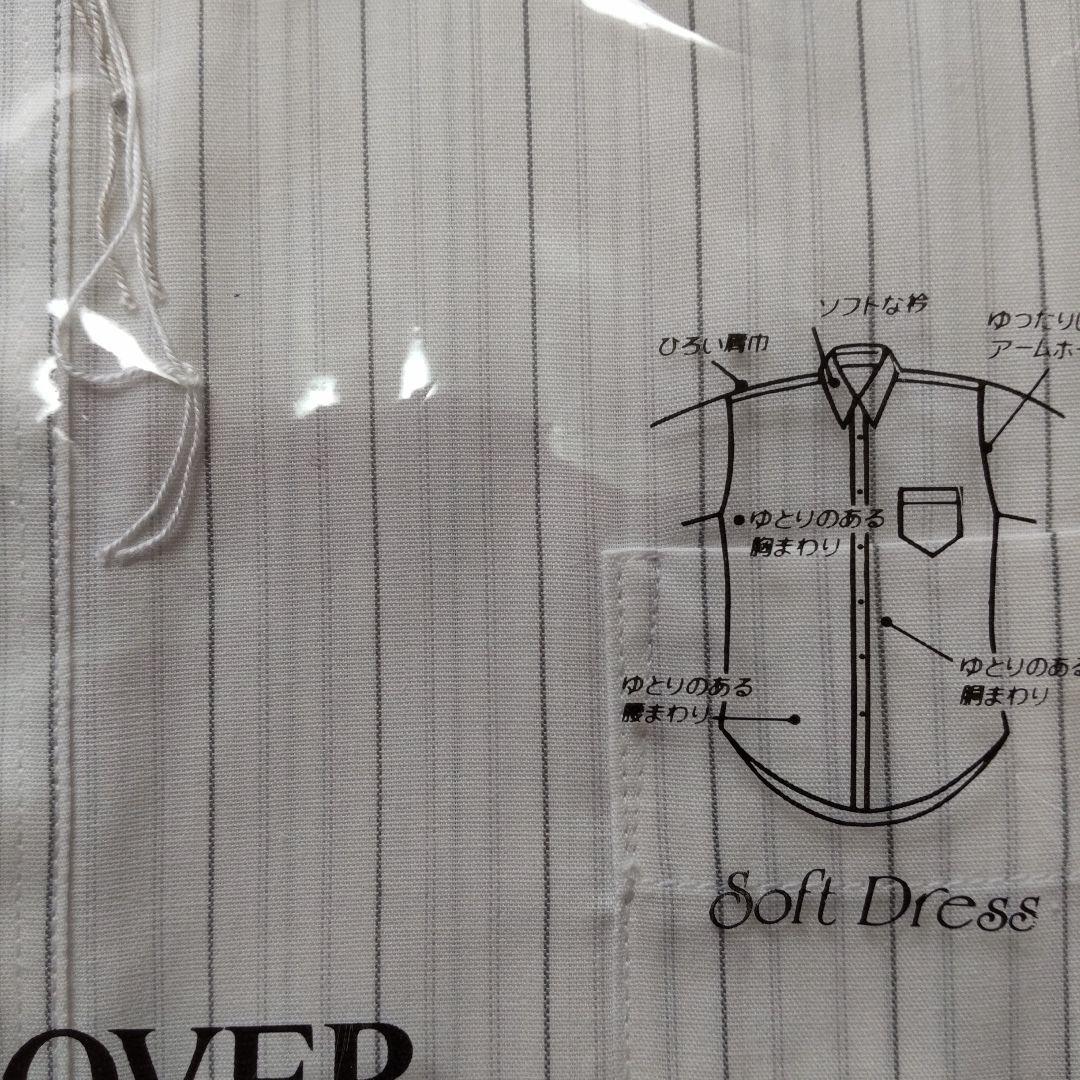 ソフトな衿
ひろい肩巾
ゆったりし
アームホー
ゆとりのある
胸まわり
ゆとりのある
胴まわり
ゆとりのある
腰まわり
Soft Dress
OVER